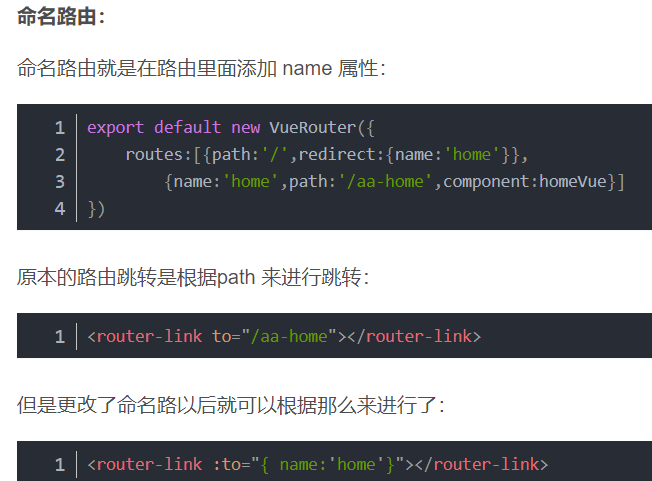 命名路由：
命名路由就是在路由里面添加 name 属性：
1 export default new VueRouter({
2     routes:[{path:'/',redirect:{name:'home'}},
3         {name:'home',path:'/aa-home',component:homeVue}]
4 })
原本的路由跳转是根据path 来进行跳转：
1 <router-link to="/aa-home"></router-link>
但是更改了命名路以后就可以根据那么来进行了：
1 <router-link :to="{ name:'home'}"></router-link>